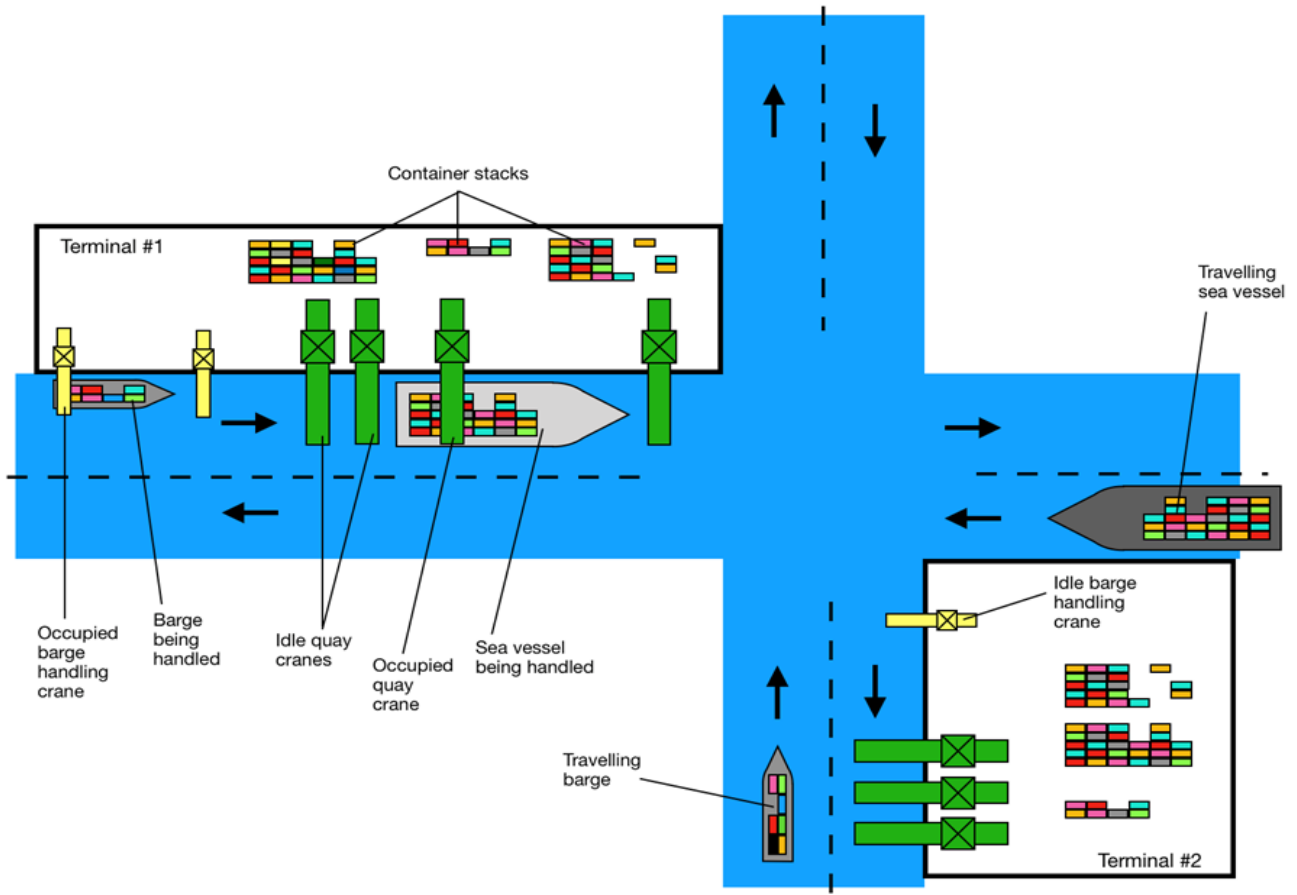 Container stacks
Terminal #1
Travelling
sea vessel
Occupied
barge
handling
crane
Barge
being
handled
Idle quay
cranes
Occupied
quay
crane
Sea vessel
being handled
Idle barge
handling
crane
Travelling
barge
Terminal #2